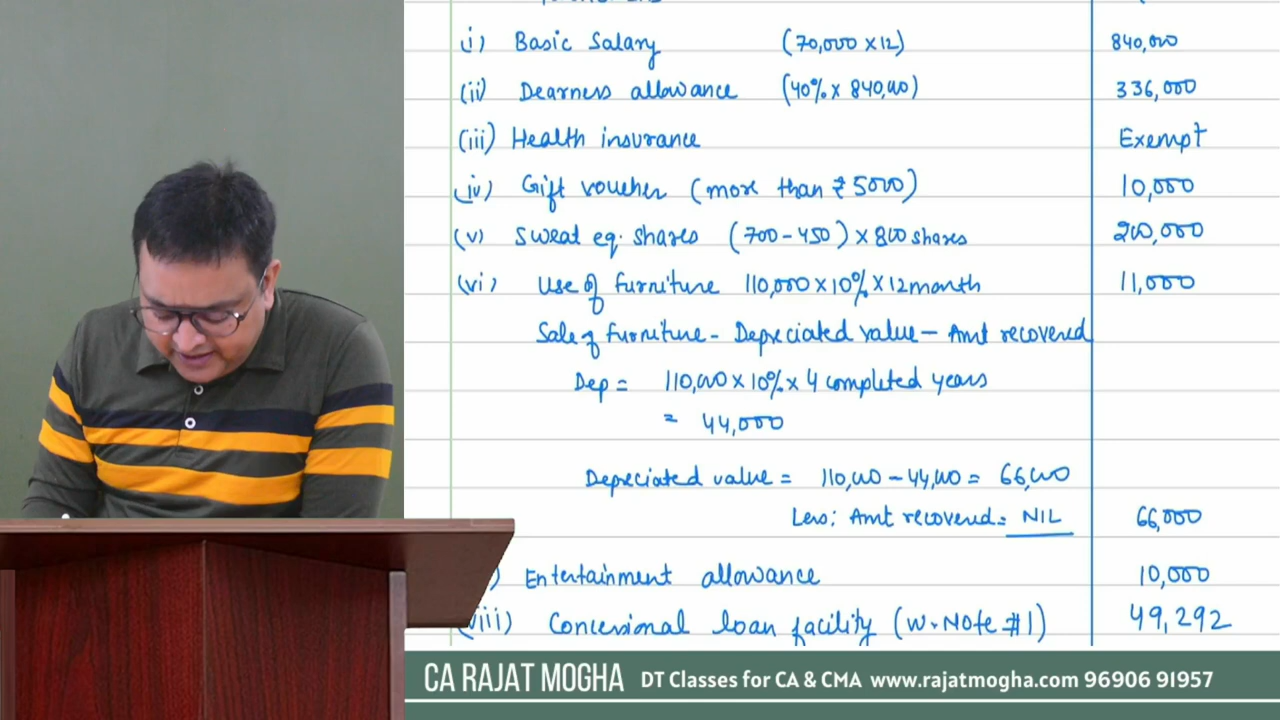 (i) Basic Salary (70,000 x 12) 840,000
(ii) Dearness allowance (40% x 840,000) 336,000
(iii) Health insurance Exempt
(iv) Gift voucher (more than ₹ 5000) 10,000
(v) Sweat eq. shares (700 - 450) x 800 shares 200,000
(vi) Use of furniture 110,000 x 10% x 12 month 11,000
Sale of furniture - Depreciated value - Amt recovered
Dep = 110,000 x 10% x 4 completed years
= 44,000
Depeciated value = 110,000 - 44,000 = 66,000
Less: Amt recovered = NIL 66,000
) Entertainment allowance 10,000
(viii) Concessional loan facility (W. Note #1) 49,292
CA RAJAT MOGHA DT Classes for CA & CMA www.rajatmogha.com 96906 91957